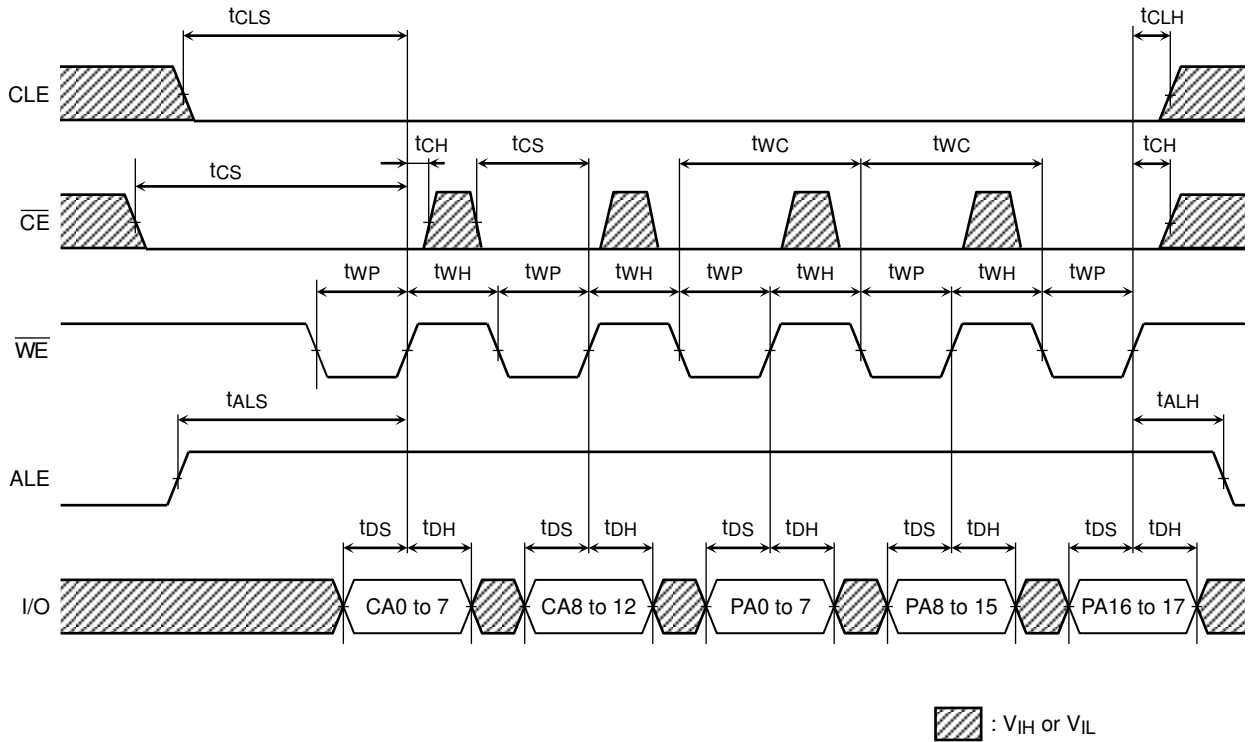 tCLS tCLH
CLE
tCH tCS tWC tWC tCH
tCS
CE
tWP tWH tWP tWH tWP tWH tWP tWH tWP
WE
tALS tALH
ALE
tDS tDH tDS tDH tDS tDH tDS tDH tDS tDH
I/O CA0 to 7 CA8 to 12 PA0 to 7 PA8 to 15 PA16 to 17
: VIH or VIL